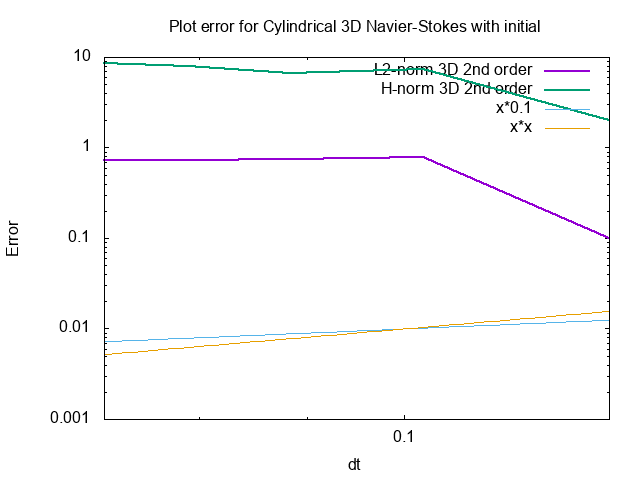 Plot error for Cylindrical 3D Navier-Stokes with initial
10
L2-norm 3D 2nd order
H-norm 3D 2nd order
x*0.1
x*x
1
0.1
0.01
0.001
Error
0.1
dt